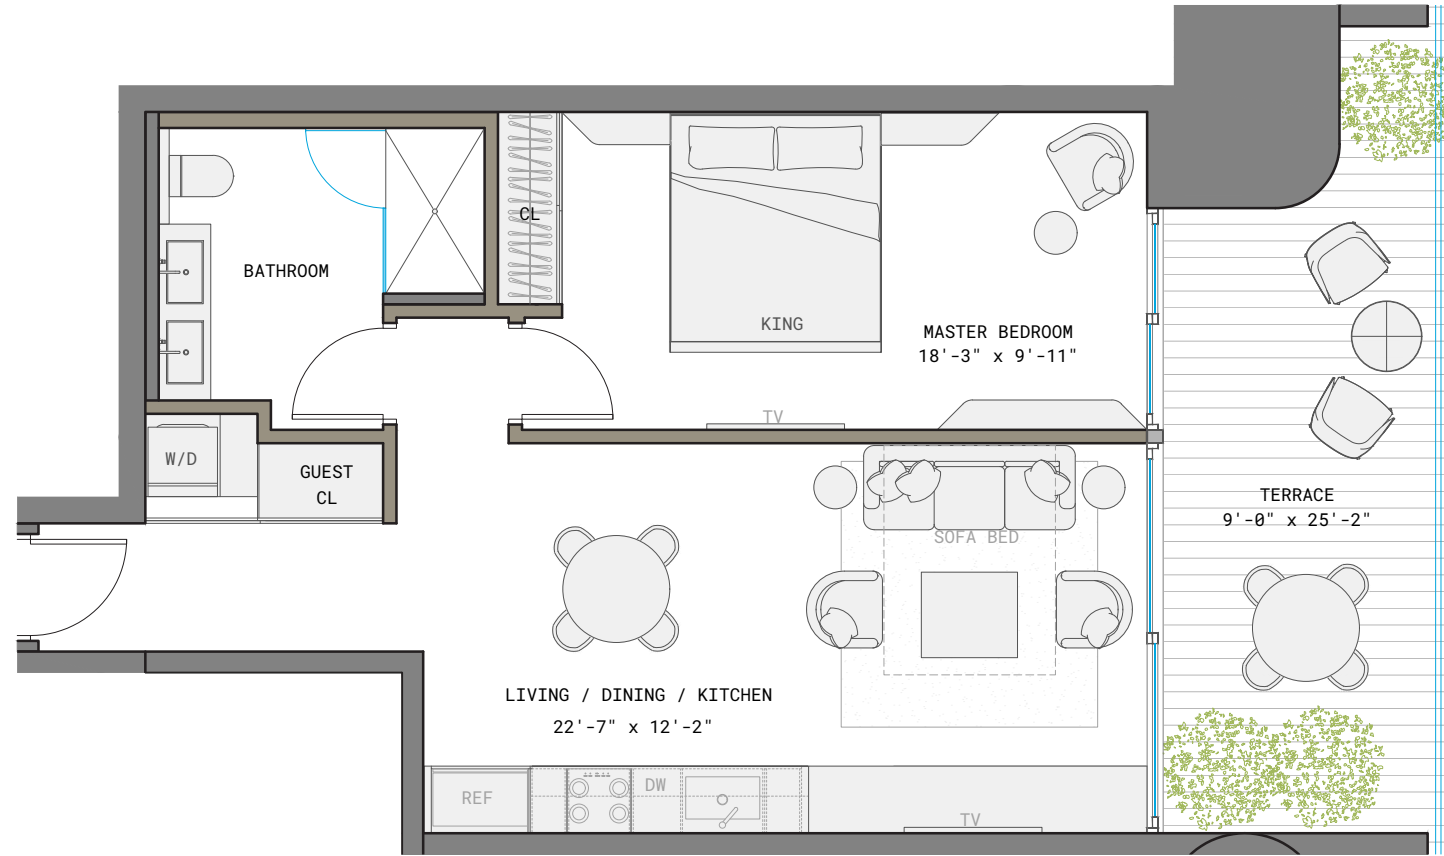 CL
BATHROOM
KING
MASTER BEDROOM
18'-3" x 9'-11"
TV
W/D
GUEST
CL
TERRACE
9'-0" x 25'-2"
SOFA BED
LIVING / DINING / KITCHEN
22'-7" x 12'-2"
REF
DW
TV